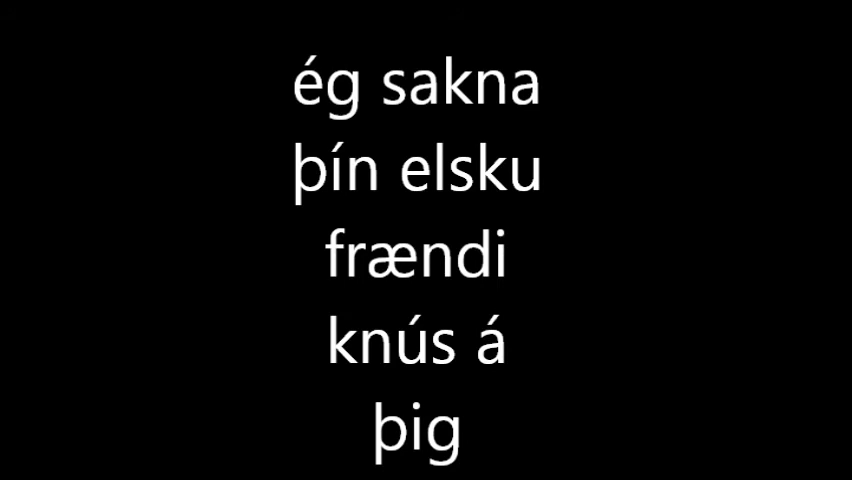 ég sakna
þín elsku
frændi
knús á
þig